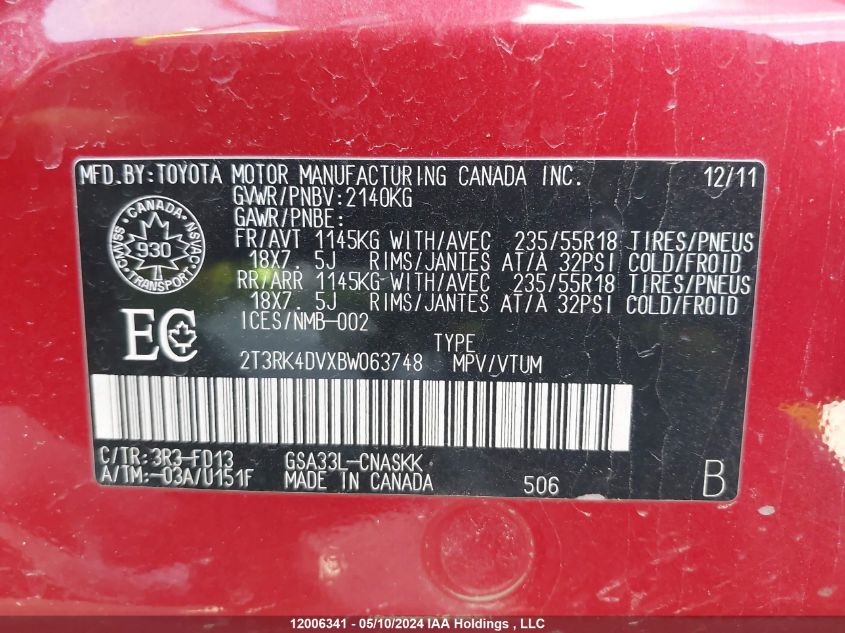 MFD.BY:TOYOTA MOTOR MANUFACTURING CANADA INC. 12/11
GVWR/PNBV:2140KG
GAWR/PNBE:
FR/AVT 1145KG WITH/AVEC 235/55R18 TIRES/PNEUS
18X7. 5J RIMS/JANTES AT/A 32PSI COLD/FROID
RR/ARR 1145KG WITH/AVEC 235/55R18 TIRES/PNEUS
18X7. 5J RIMS/JANTES AT/A 32PSI COLD/FROID
ICES/NMB-002
CANADA
CMVSS
930
NSVAC
TRANSPORT
EC
TYPE
2T3RK4DVXBW063748 MPV/VTUM
C/TR: 3R3-FD13 GSA33L-CNASKK
A/TM:-03A/U151F MADE IN CANADA 506 B
12006341 - 05/10/2024 IAA Holdings , LLC